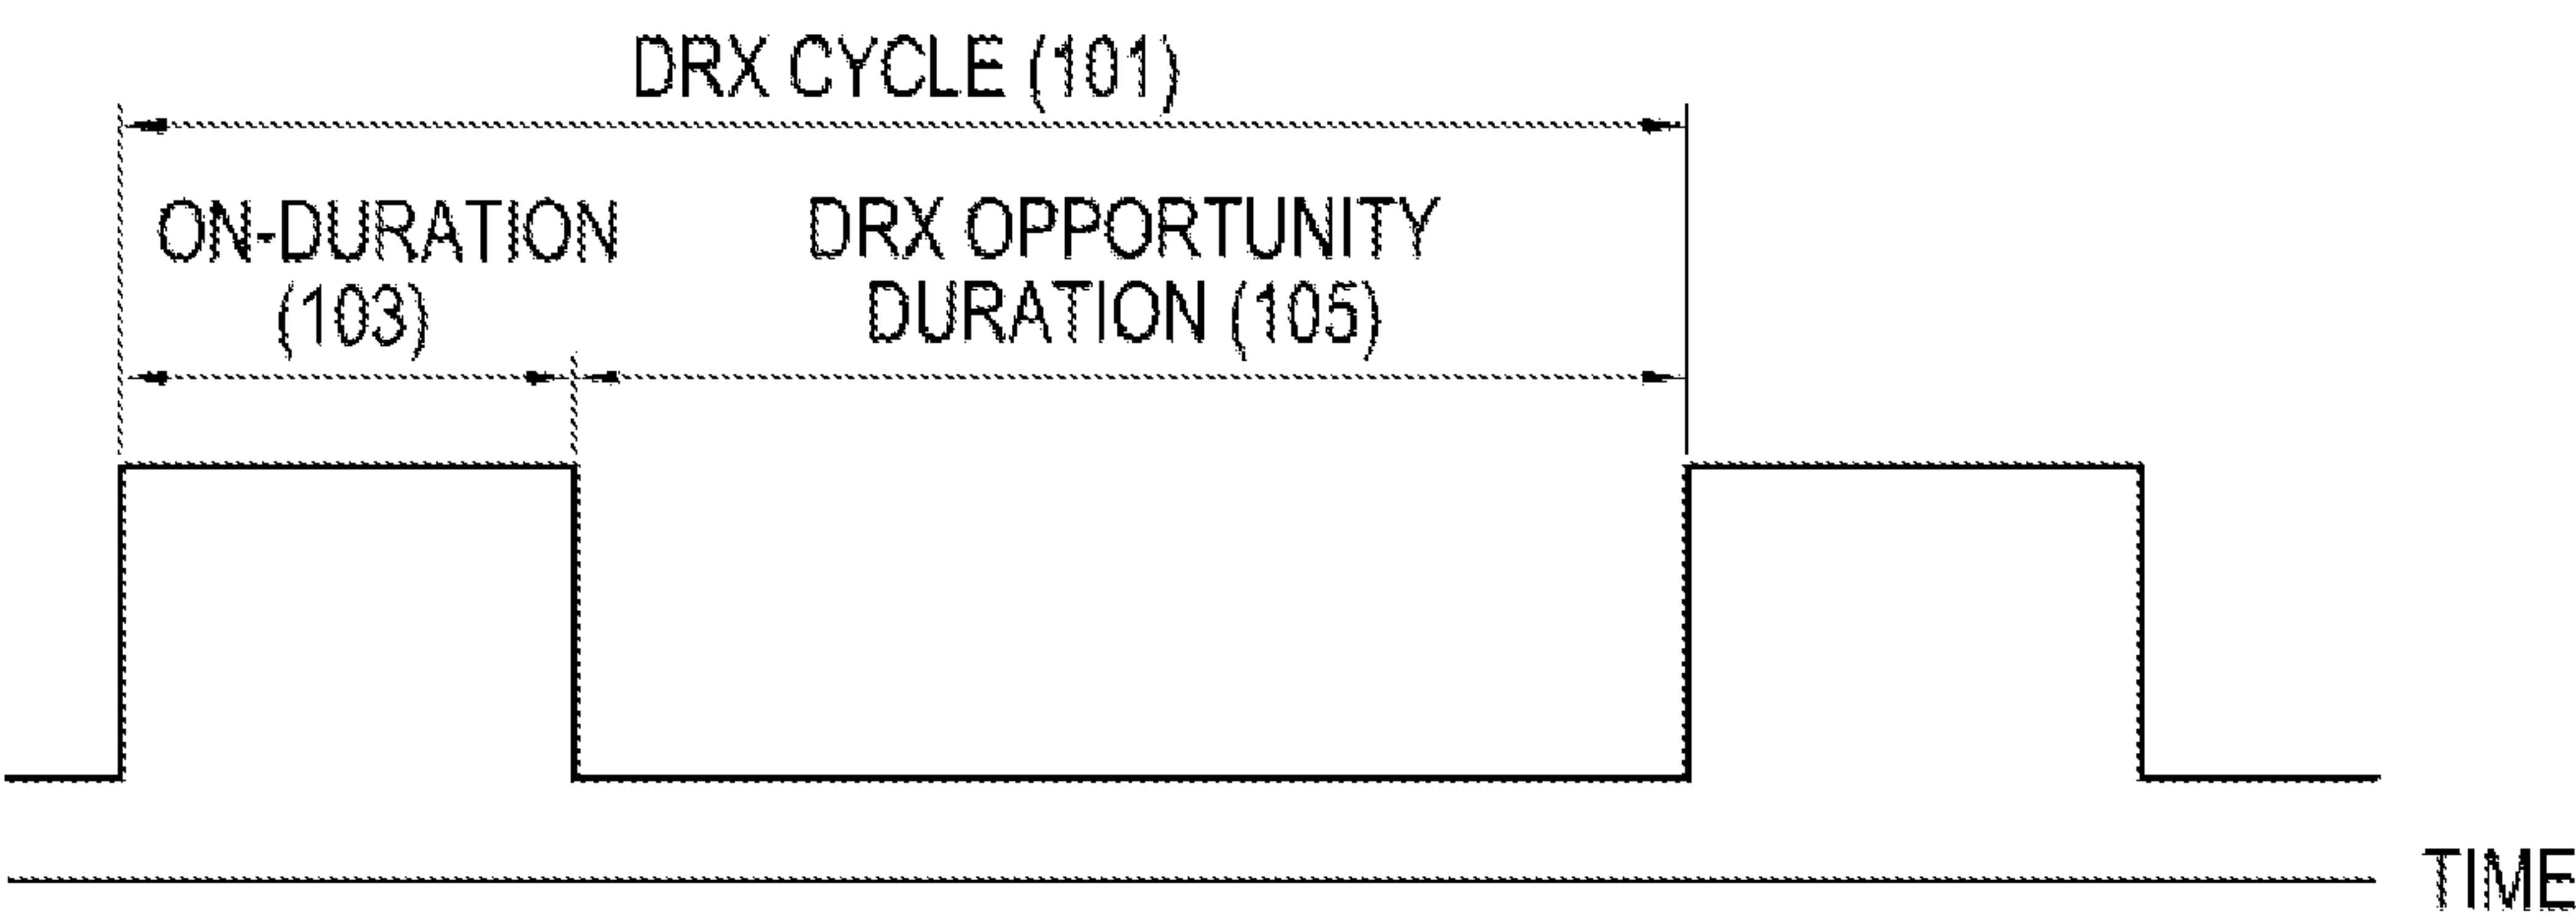 DRX CYCLE (101)
ON-DURATION
(103)
DRX OPPORTUNITY
DURATION (105)
TIME